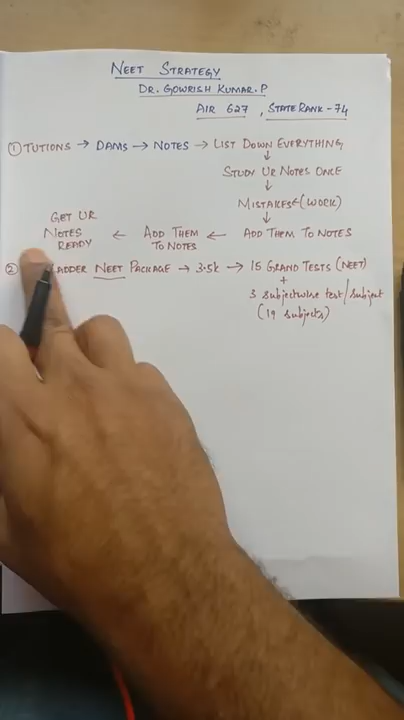 NEET STRATEGY
DR. GOWRISH KUMAR. P
AIR 627, STATE RANK - 74
① TUTIONS → DAMS → NOTES → LIST DOWN EVERYTHING
↓
STUDY UR NOTES ONCE
↓
MISTAKES ← (WORK)
↓
GET UR NOTES READY ← ADD THEM TO NOTES ← ADD THEM TO NOTES
② NEET PACKAGE → 3.5K → 15 GRAND TESTS (NEET)
+
3 subjectwise test/subject
(19 subjects)